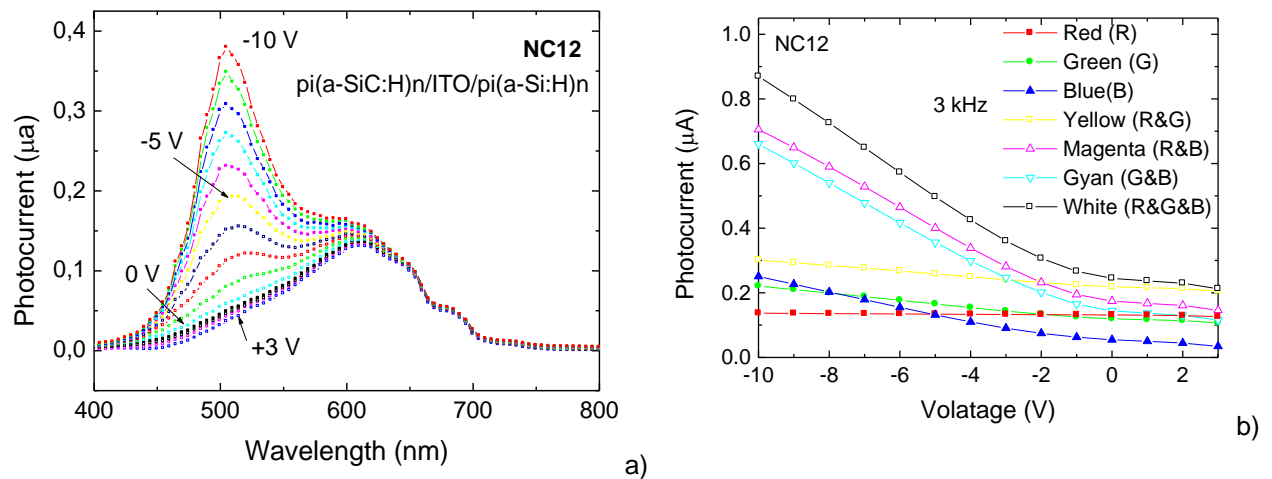 0,4
0,3
0,2
0,1
0,0
400 500 600 700 800
Photocurrent (μa)
Wavelength (nm)
-10 V
NC12
pi(a-SiC:H)n/ITO/pi(a-Si:H)n
-5 V
0 V
+3 V
a)
1.0
0.8
0.6
0.4
0.2
0.0
-10 -8 -6 -4 -2 0 2
Photocurrent (μA)
Volatage (V)
NC12
3 kHz
Red (R)
Green (G)
Blue(B)
Yellow (R&G)
Magenta (R&B)
Gyan (G&B)
White (R&G&B)
b)